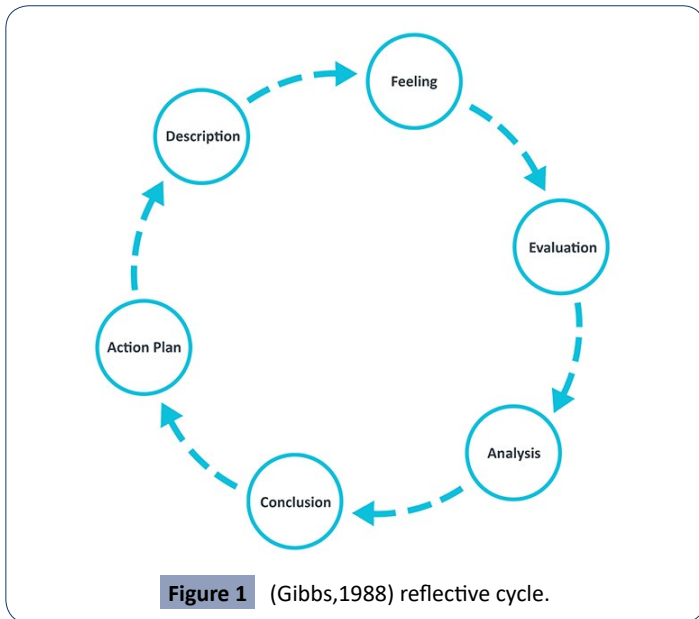 Feeling
Description
Evaluation
Action Plan
Analysis
Conclusion
Figure 1 (Gibbs,1988) reflective cycle.